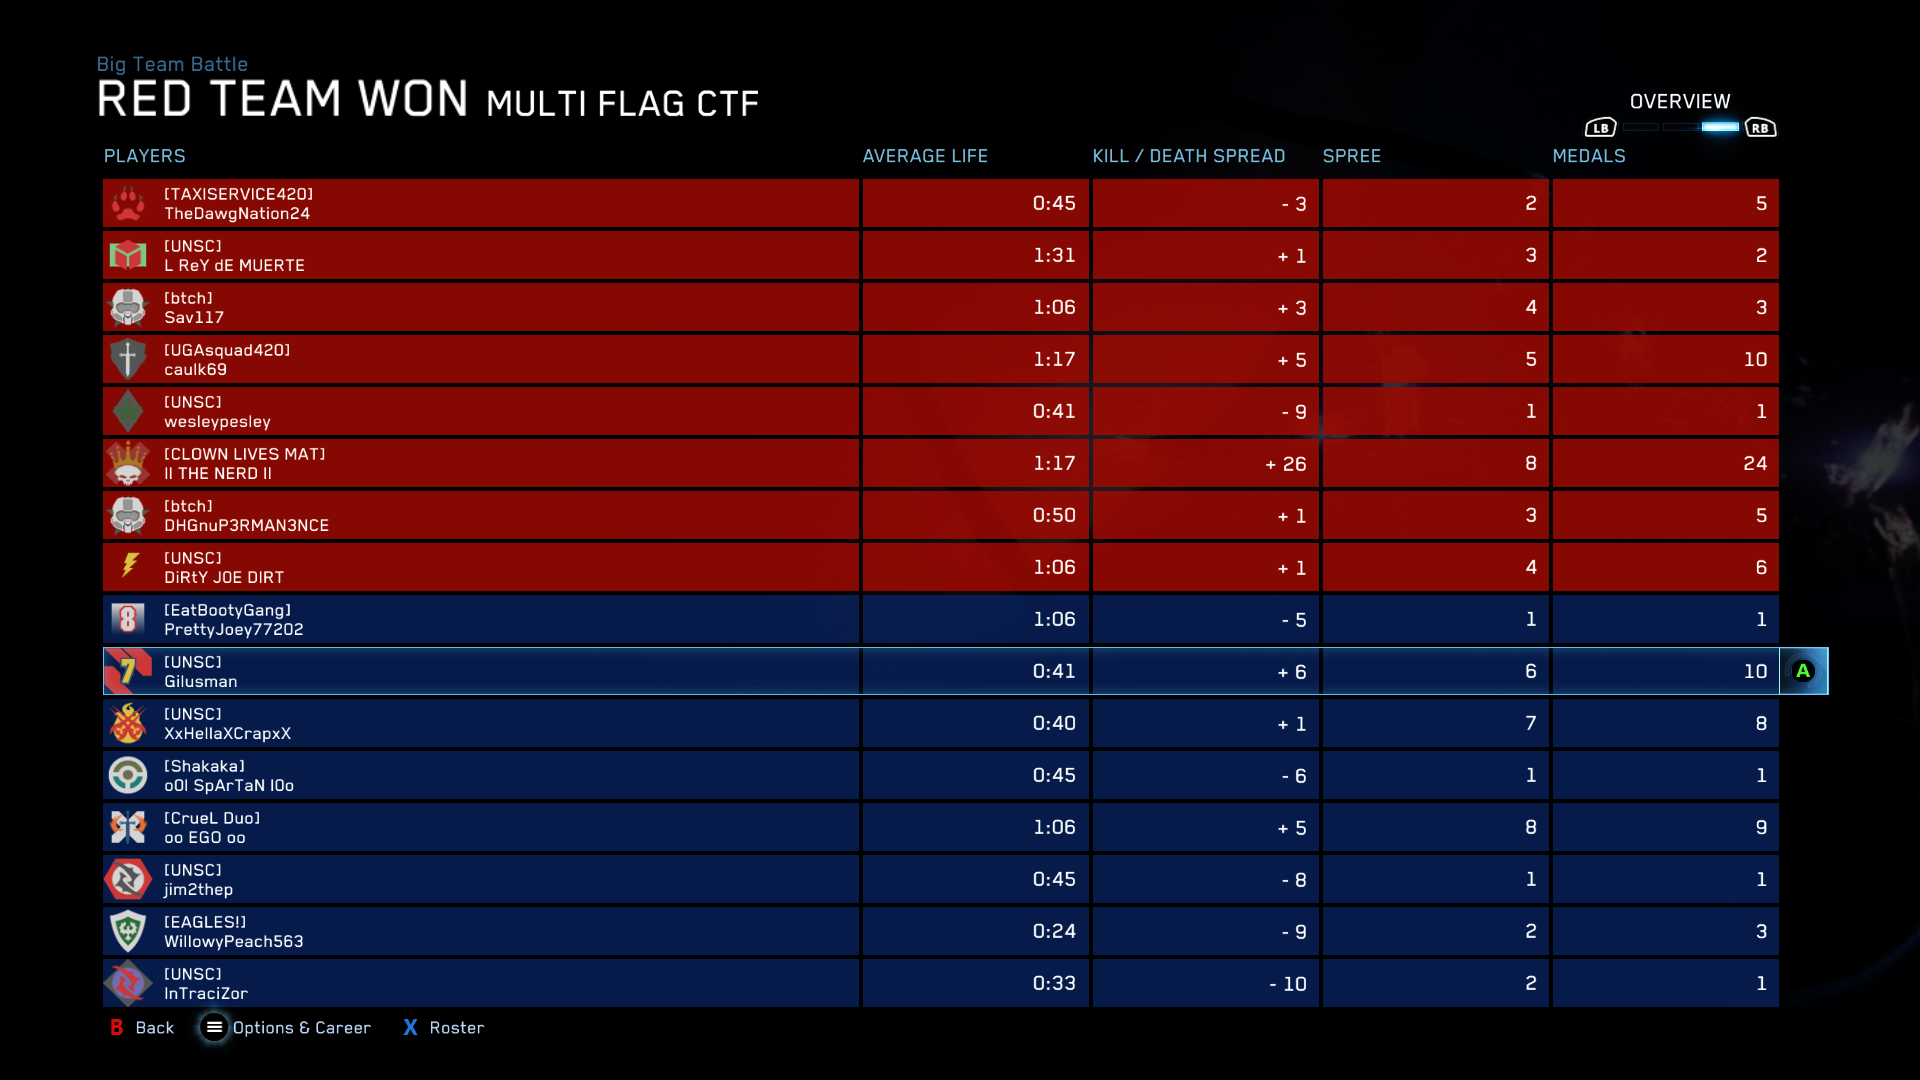 Big Team Battle
RED TEAM WON MULTI FLAG CTF
OVERVIEW
LB RB
PLAYERS AVERAGE LIFE KILL / DEATH SPREAD SPREE MEDALS
[TAXISERVICE420]
TheDawgNation24 0:45 - 3 2 5
[UNSC]
L ReY dE MUERTE 1:31 + 1 3 2
[btch]
Sav117 1:06 + 3 4 3
[UGAsquad420]
caulk69 1:17 + 5 5 10
[UNSC]
wesleypesley 0:41 - 9 1 1
[CLOWN LIVES MAT]
II THE NERD II 1:17 + 26 8 24
[btch]
DHGnuP3RMAN3NCE 0:50 + 1 3 5
[UNSC]
DiRtY J0E DIRT 1:06 + 1 4 6
8
[EatBootyGang]
PrettyJoey77202 1:06 - 5 1 1
7
[UNSC]
Gilusman 0:41 + 6 6 10 A
[UNSC]
XxHellaXCrapxX 0:40 + 1 7 8
[Shakaka]
o0l SpArTaN l0o 0:45 - 6 1 1
[CrueL Duo]
oo EGO oo 1:06 + 5 8 9
[UNSC]
jim2thep 0:45 - 8 1 1
[EAGLES!]
WillowyPeach563 0:24 - 9 2 3
[UNSC]
InTraciZor 0:33 - 10 2 1
B Back Options & Career X Roster